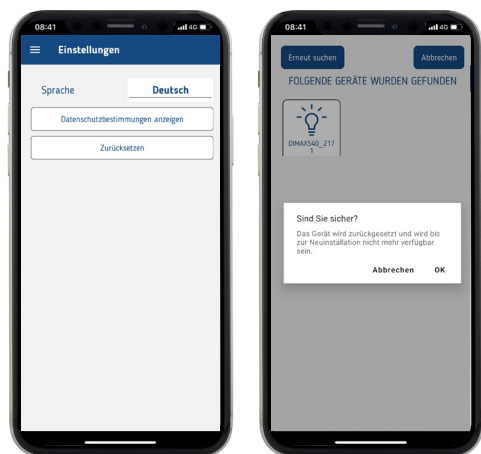 08:41
4G
Einstellungen
Sprache
Deutsch
Datenschutzbestimmungen anzeigen
Zurücksetzen
08:41
4G
Erneut suchen
Abbrechen
FOLGENDE GERÄTE WURDEN GEFUNDEN
DIMAX540_217
1
Sind Sie sicher?
Das Gerät wird zurückgesetzt und wird bis
zur Neuinstallation nicht mehr verfügbar
sein.
Abbrechen
OK